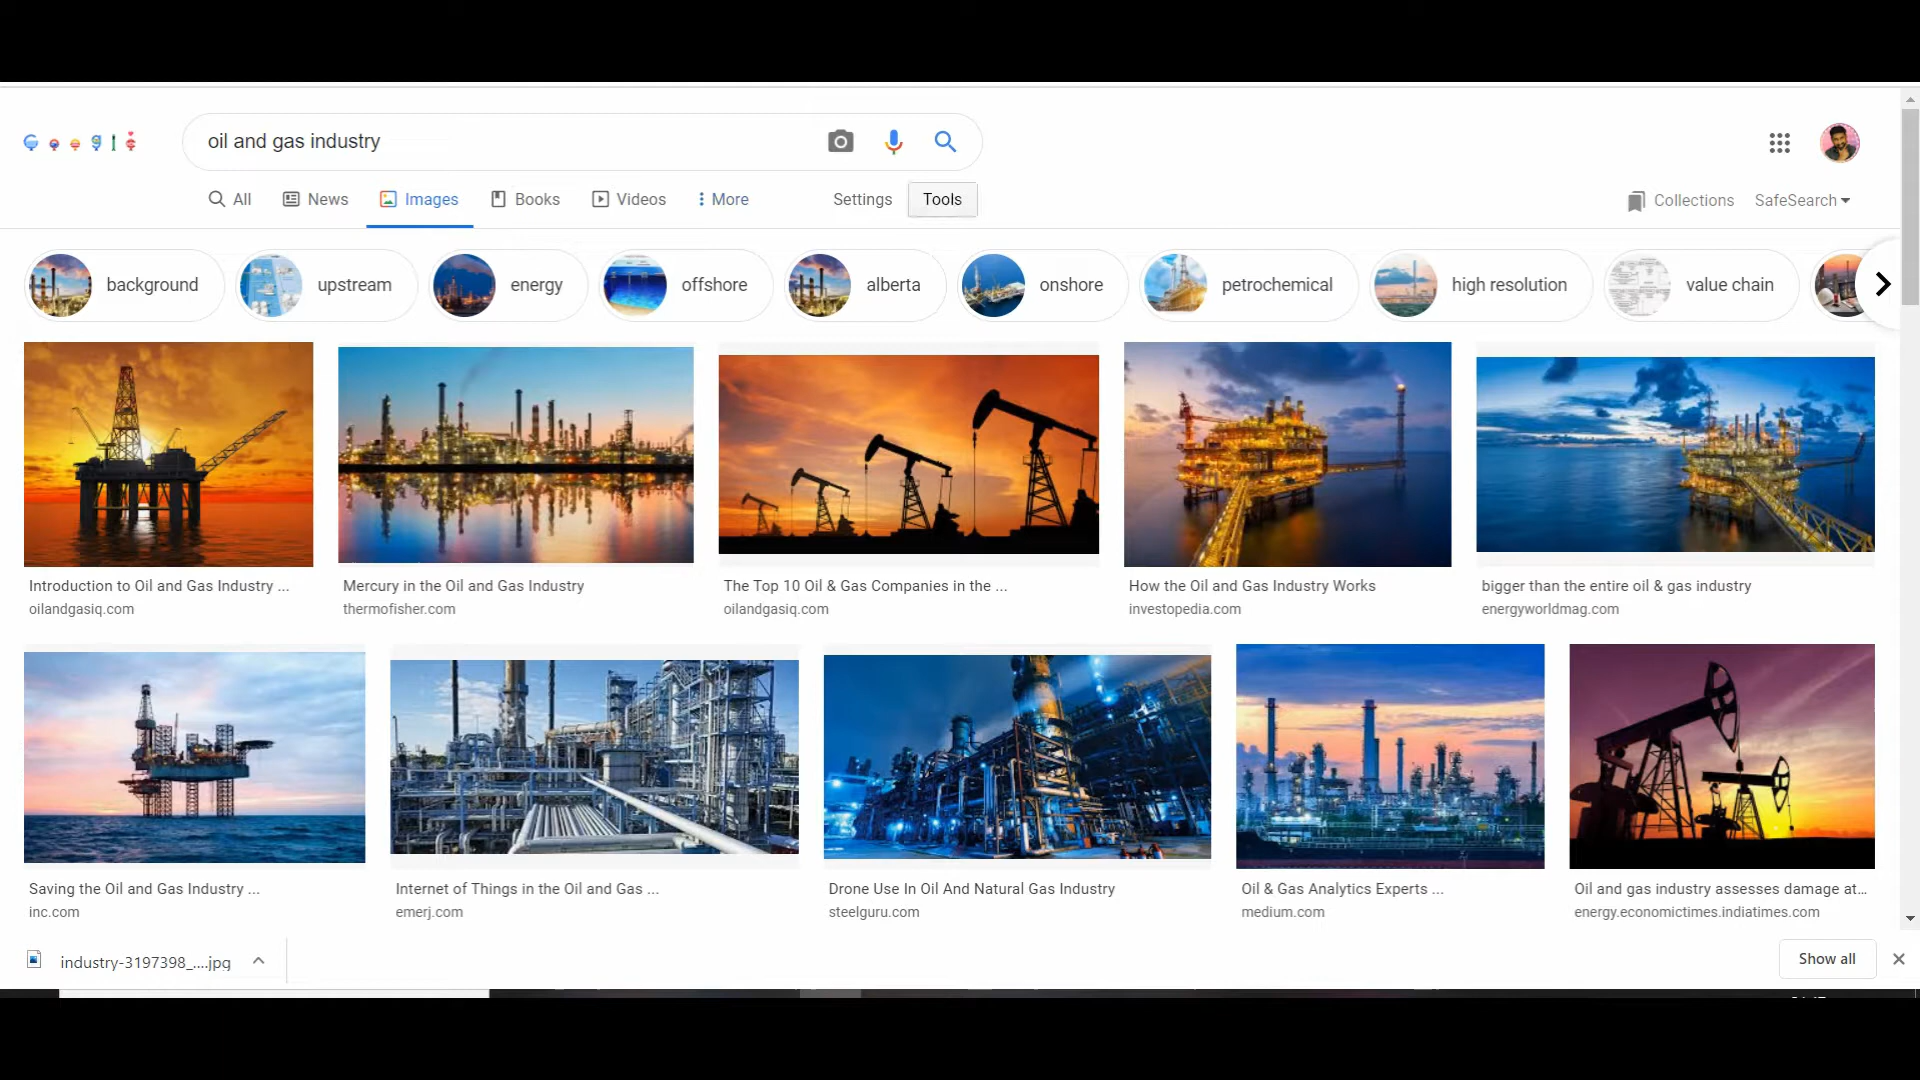 Google
oil and gas industry
All News Images Books Videos More Settings Tools Collections SafeSearch
background upstream energy offshore alberta onshore petrochemical high resolution value chain
Introduction to Oil and Gas Industry ... Mercury in the Oil and Gas Industry The Top 10 Oil & Gas Companies in the ... How the Oil and Gas Industry Works bigger than the entire oil & gas industry
oilandgasiq.com thermofisher.com oilandgasiq.com investopedia.com energyworldmag.com
Saving the Oil and Gas Industry ... Internet of Things in the Oil and Gas ... Drone Use In Oil And Natural Gas Industry Oil & Gas Analytics Experts ... Oil and gas industry assesses damage at...
inc.com emerj.com steelguru.com medium.com energy.economictimes.indiatimes.com
industry-3197398_....jpg Show all